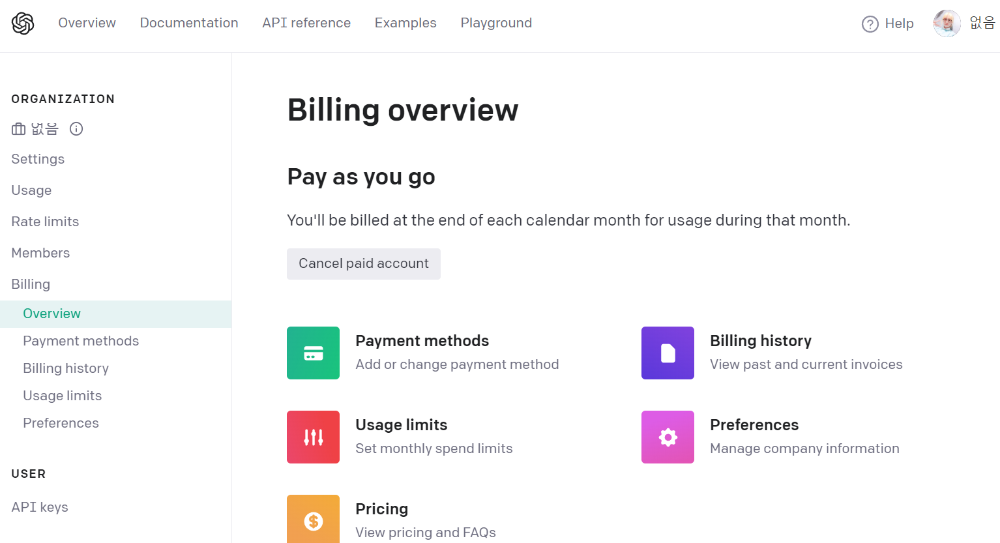 Overview Documentation API reference Examples Playground Help 없음
ORGANIZATION
없음
Settings
Usage
Rate limits
Members
Billing
Overview
Payment methods
Billing history
Usage limits
Preferences
USER
API keys
Billing overview
Pay as you go
You'll be billed at the end of each calendar month for usage during that month.
Cancel paid account
Payment methods
Add or change payment method
Billing history
View past and current invoices
Usage limits
Set monthly spend limits
Preferences
Manage company information
Pricing
View pricing and FAQs